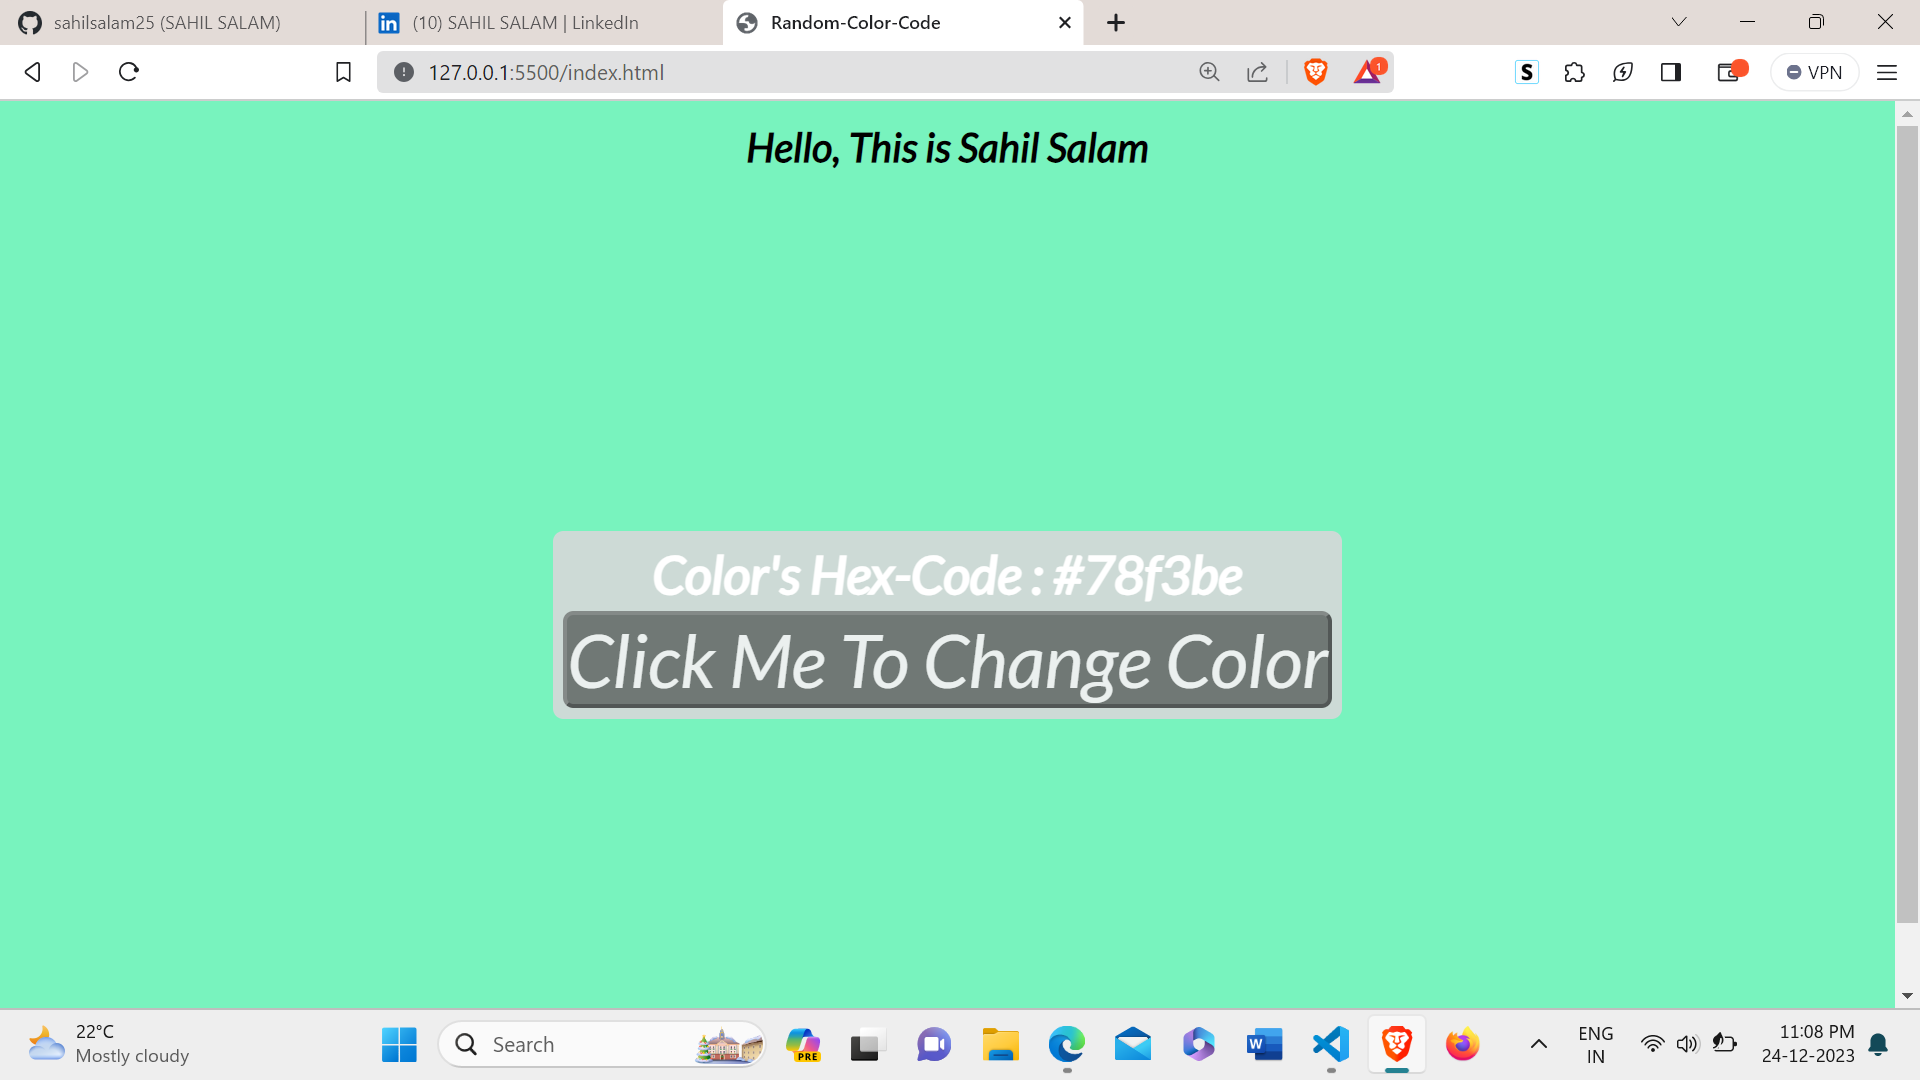 sahilsalam25 (SAHIL SALAM)
(10) SAHIL SALAM | LinkedIn
Random-Color-Code
127.0.0.1:5500/index.html
1
S
VPN
Hello, This is Sahil Salam
Color's Hex-Code : #78f3be
Click Me To Change Color
22°C
Mostly cloudy
Search
PRE
W
ENG
IN
11:08 PM
24-12-2023